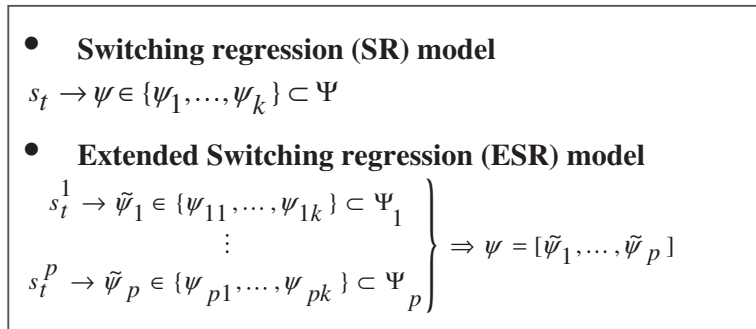 • Switching regression (SR) model
s_t → ψ ∈ {ψ_1,…,ψ_k} ⊂ Ψ
• Extended Switching regression (ESR) model
s_t^1 → ψ̃_1 ∈ {ψ_11,…,ψ_1k} ⊂ Ψ_1
⋮ } ⇒ ψ = [ψ̃_1,…,ψ̃_p]
s_t^p → ψ̃_p ∈ {ψ_p1,…,ψ_pk} ⊂ Ψ_p